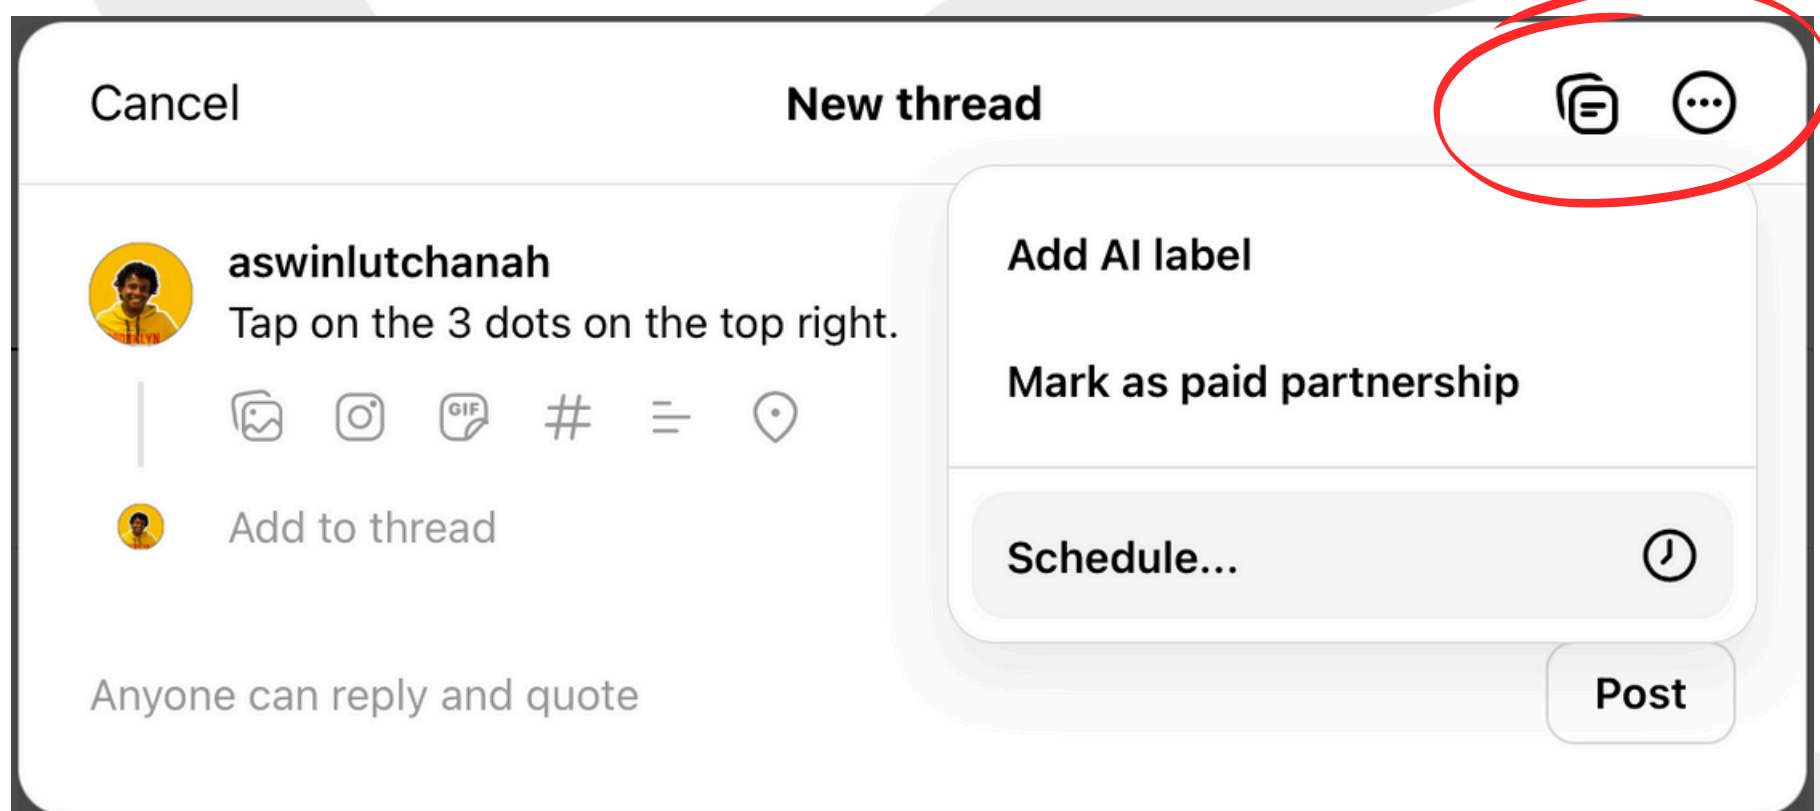 Cancel
New thread
Add AI label
aswinlutchanah
Tap on the 3 dots on the top right.
Mark as paid partnership
GIF
Add to thread
Schedule...
Anyone can reply and quote
Post